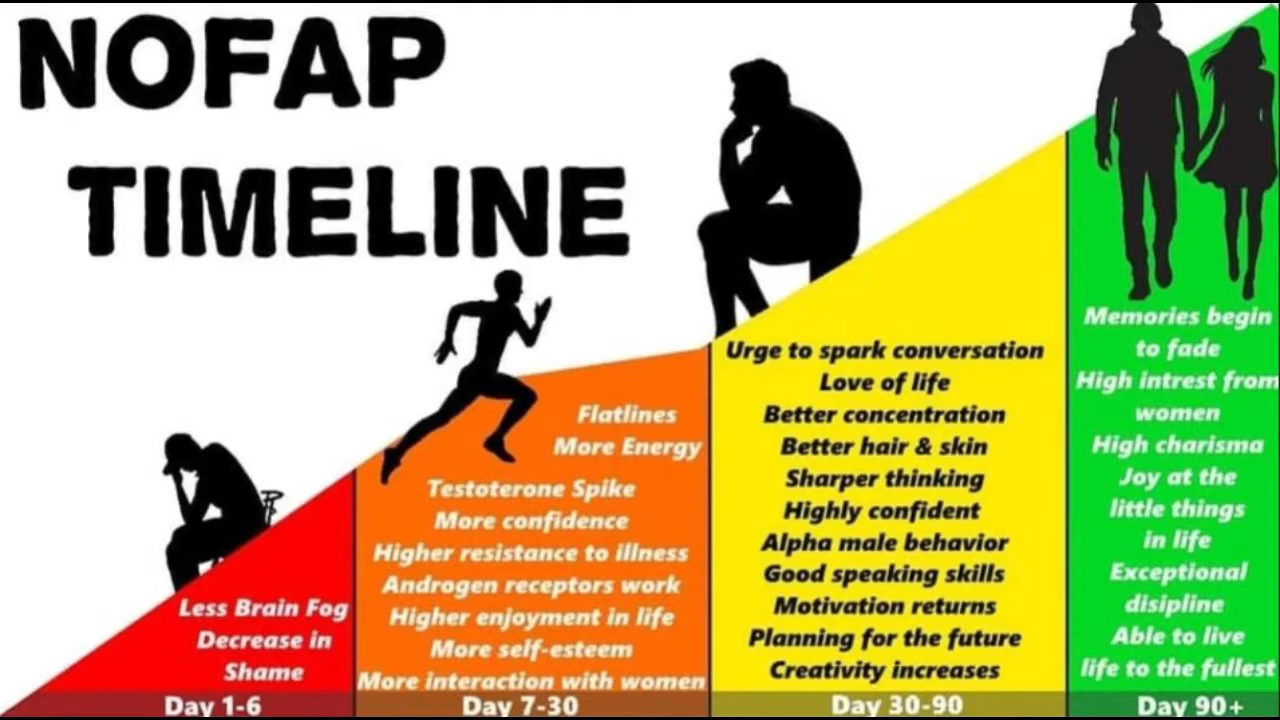 NOFAP
TIMELINE
Less Brain Fog
Decrease in
Shame
Day 1-6
Flatlines
More Energy
Testoterone Spike
More confidence
Higher resistance to illness
Androgen receptors work
Higher enjoyment in life
More self-esteem
More interaction with women
Day 7-30
Urge to spark conversation
Love of life
Better concentration
Better hair & skin
Sharper thinking
Highly confident
Alpha male behavior
Good speaking skills
Motivation returns
Planning for the future
Creativity increases
Day 30-90
Memories begin
to fade
High intrest from
women
High charisma
Joy at the
little things
in life
Exceptional
disipline
Able to live
life to the fullest
Day 90+